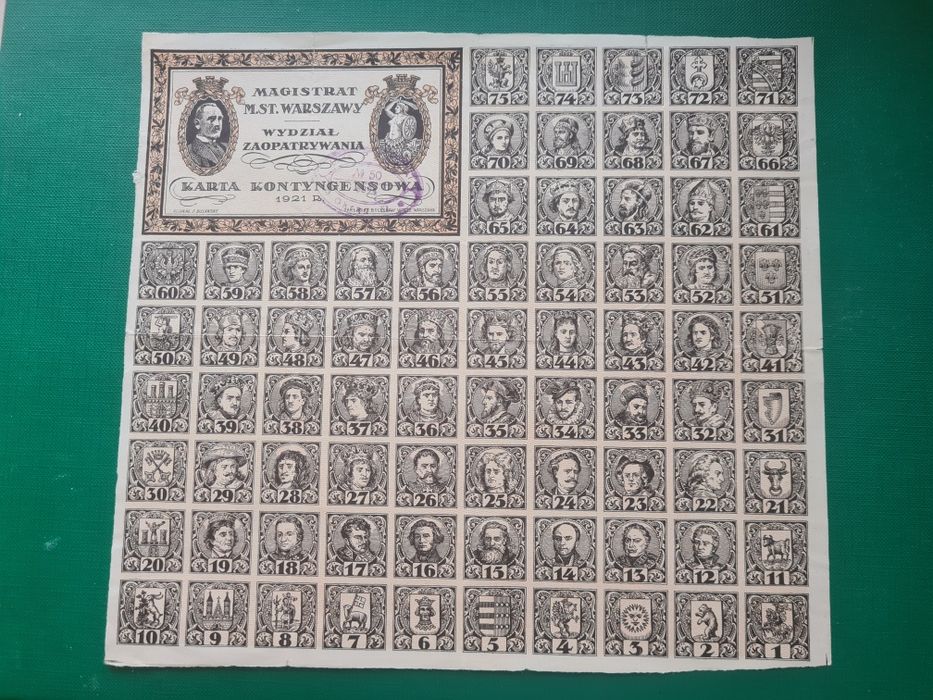 MAGISTRAT
M.ST. WARSZAWY
WYDZIAŁ
ZAOPATRYWANIA
KARTA KONTYNGENSOWA
1921 R.
75 74 73 72 71
70 69 68 67 66
65 64 63 62 61
60 59 58 57 56 55 54 53 52 51
50 49 48 47 46 45 44 43 42 41
40 39 38 37 36 35 34 33 32 31
30 29 28 27 26 25 24 23 22 21
20 19 18 17 16 15 14 13 12 11
10 9 8 7 6 5 4 3 2 1